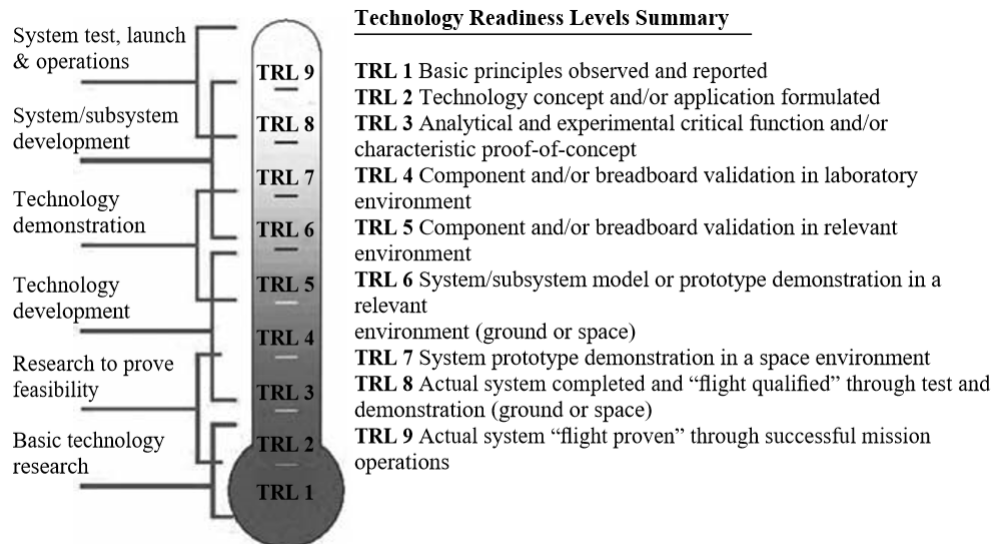 System test, launch
& operations
System/subsystem
development
Technology
demonstration
Technology
development
Research to prove
feasibility
Basic technology
research
TRL 9
TRL 8
TRL 7
TRL 6
TRL 5
TRL 4
TRL 3
TRL 2
TRL 1
Technology Readiness Levels Summary
TRL 1 Basic principles observed and reported
TRL 2 Technology concept and/or application formulated
TRL 3 Analytical and experimental critical function and/or
characteristic proof-of-concept
TRL 4 Component and/or breadboard validation in laboratory
environment
TRL 5 Component and/or breadboard validation in relevant
environment
TRL 6 System/subsystem model or prototype demonstration in a
relevant
environment (ground or space)
TRL 7 System prototype demonstration in a space environment
TRL 8 Actual system completed and “flight qualified” through test and
demonstration (ground or space)
TRL 9 Actual system “flight proven” through successful mission
operations